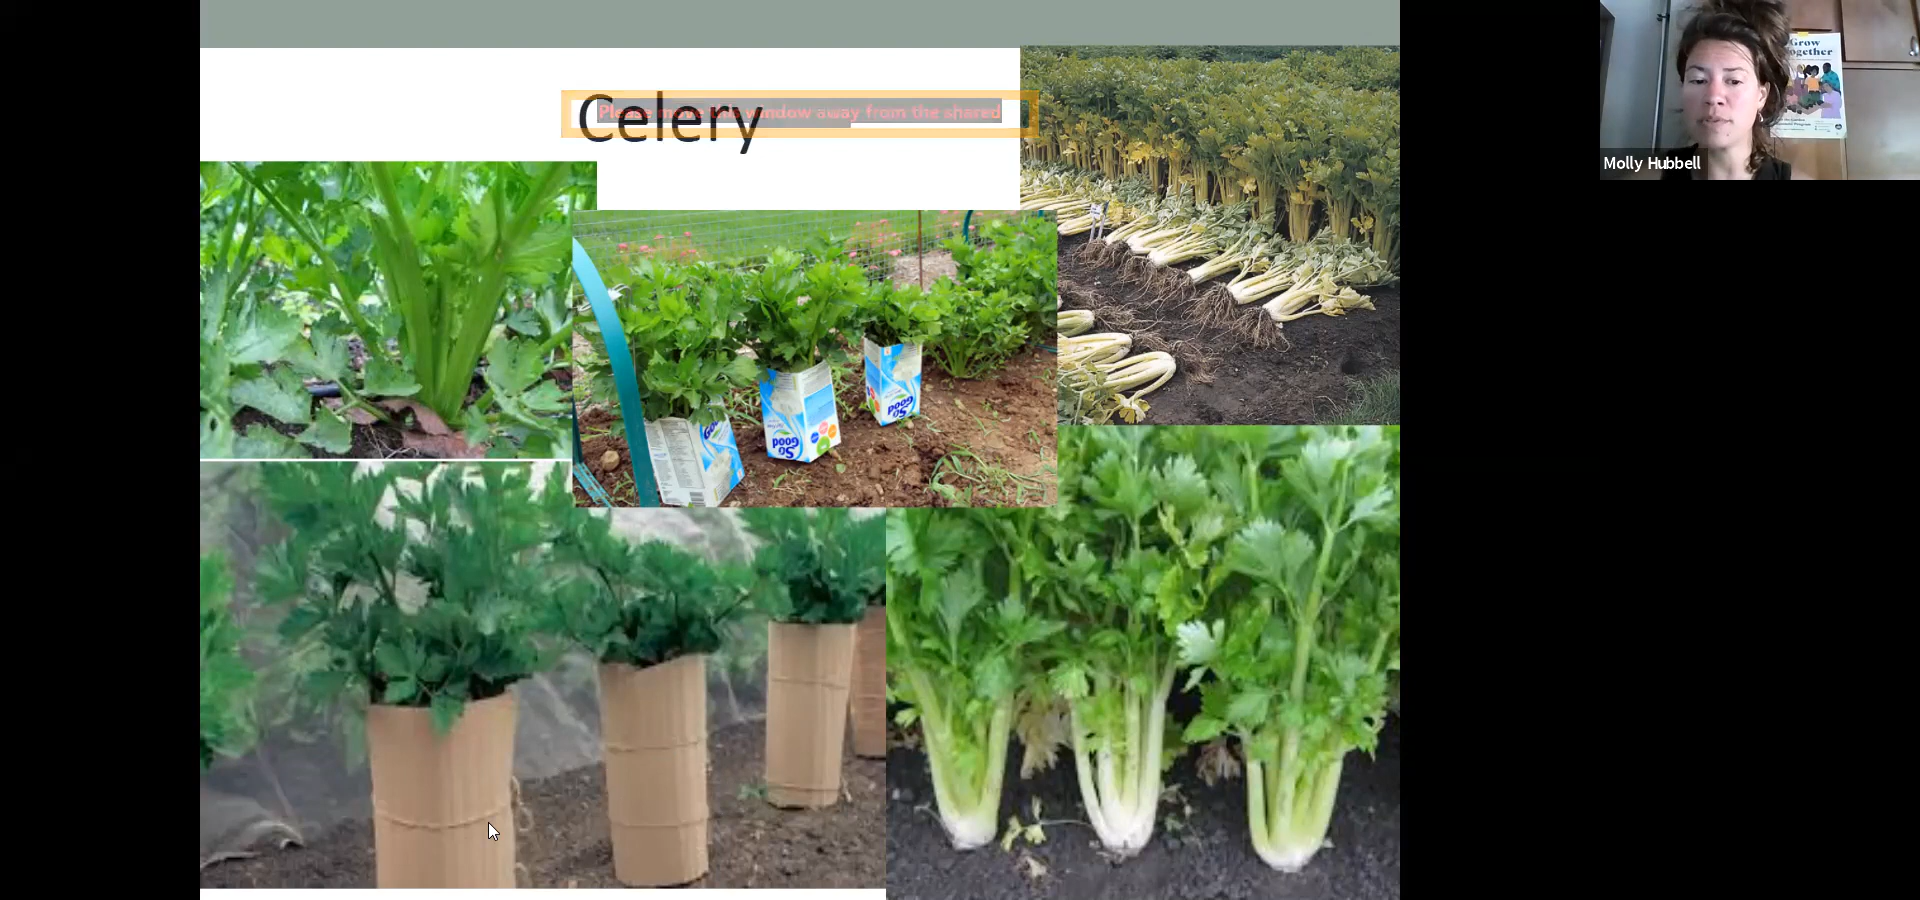 Celery
Please move this window away from the shared
Grow
Together
Molly Hubbell
So
Good
So
Good